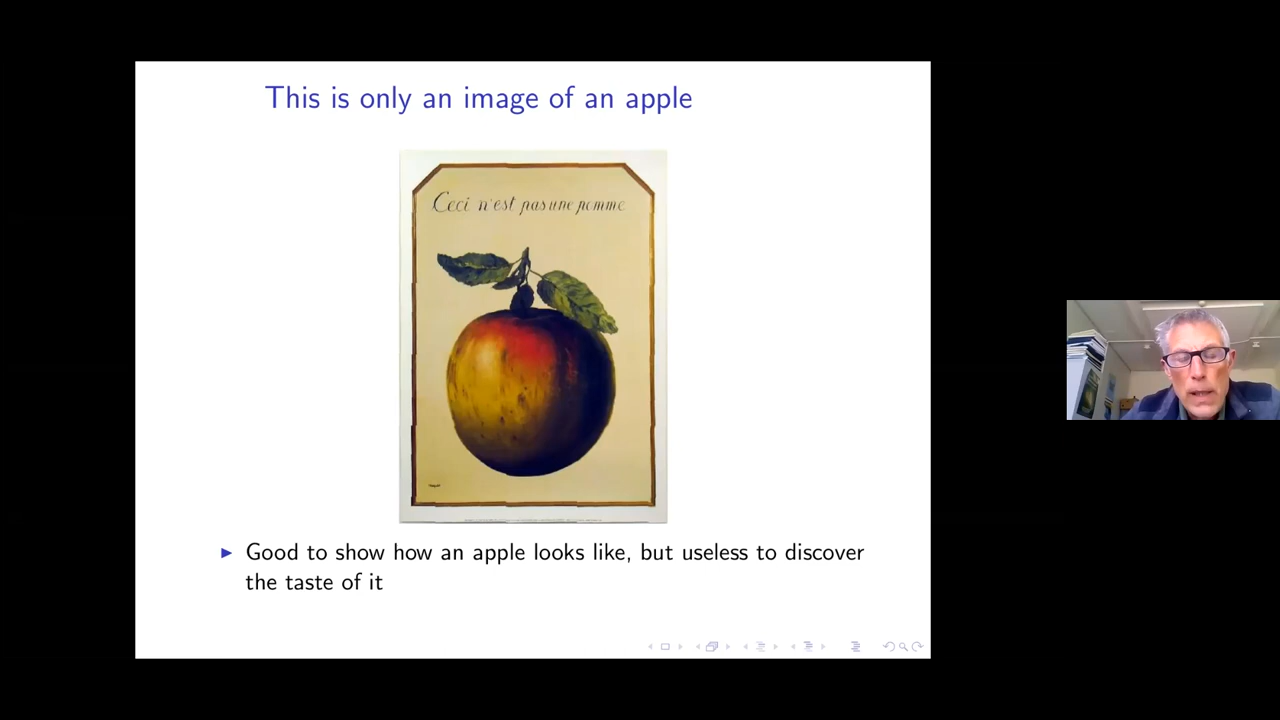 This is only an image of an apple
Ceci n'est pas une pomme
Good to show how an apple looks like, but useless to discover
the taste of it